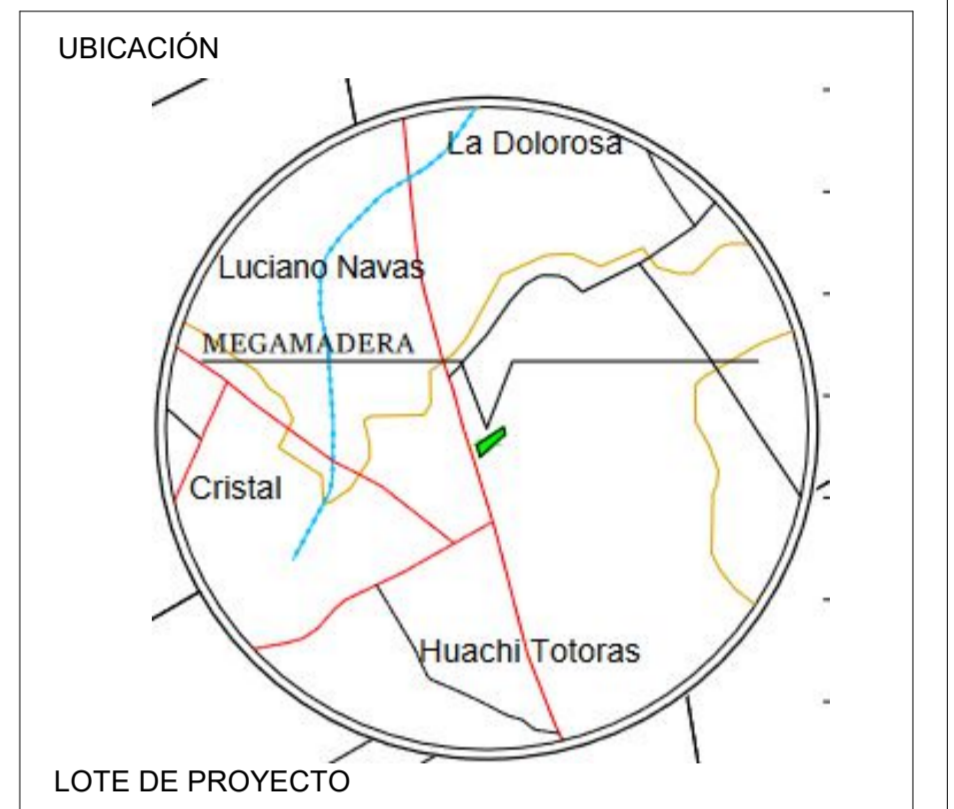 UBICACIÓN
La Dolorosa
Luciano Navas
MEGAMADERA
Cristal
Huachi Totoras
LOTE DE PROYECTO